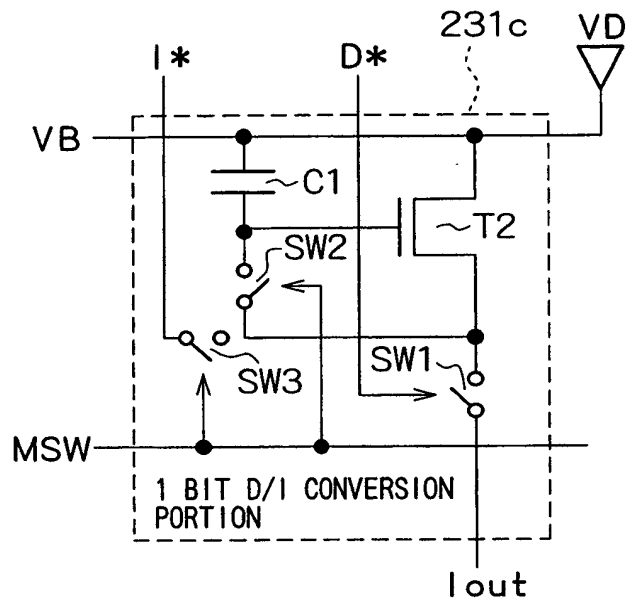 231c
VD
I*
D*
VB
C1
T2
SW2
SW1
SW3
MSW
1 BIT D/I CONVERSION
PORTION
Iout